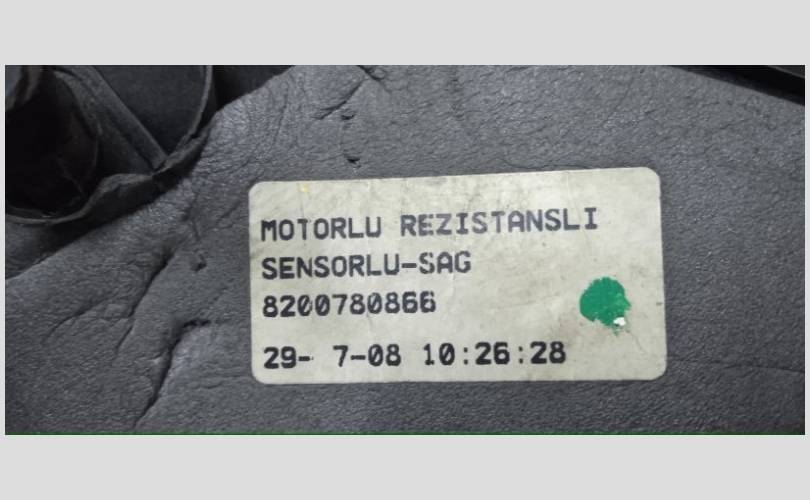 MOTORLU REZISTANSLI
SENSORLU-SAG
8200780866
29- 7-08 10:26:28